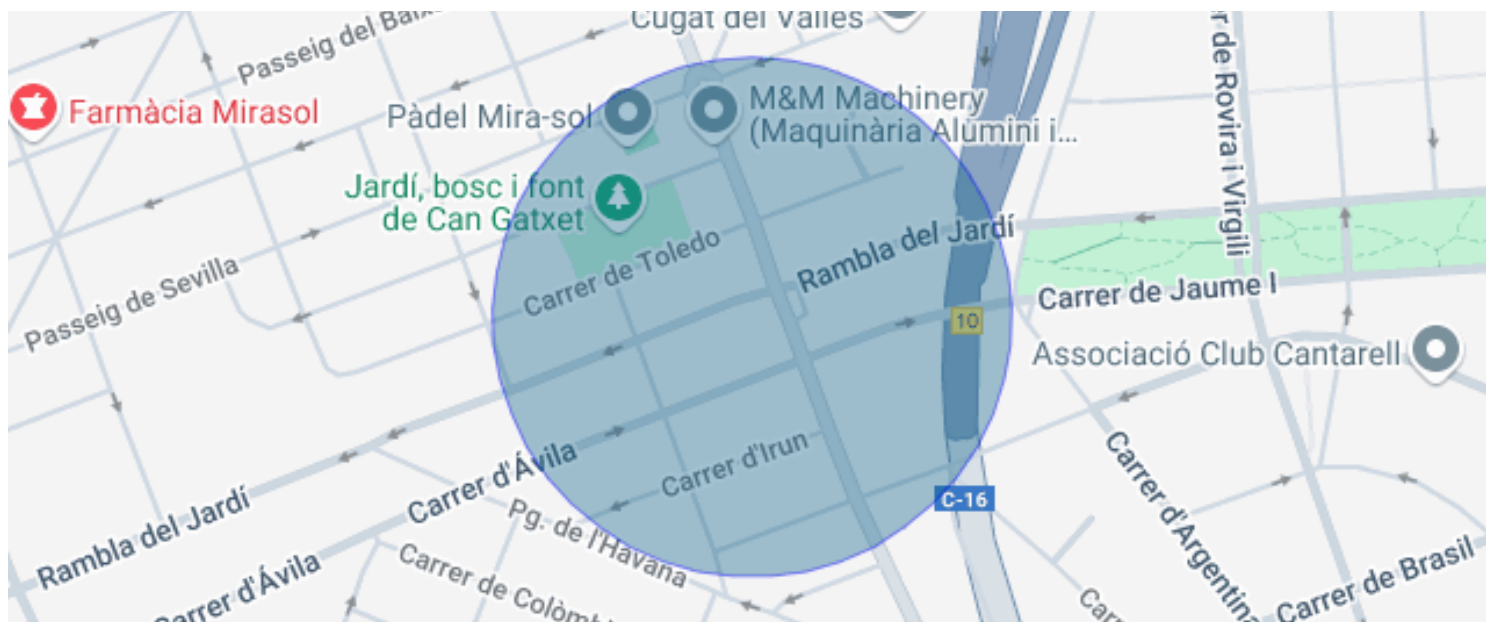 Cugat del Vallès
Passeig del Baix
Farmàcia Mirasol
Pàdel Mira-sol
M&M Machinery
(Maquinària Alumini i...
er de Rovira i Virgili
Jardí, bosc i font
de Can Gatxet
Passeig de Sevilla
Carrer de Toledo
Rambla del Jardí
10
Carrer de Jaume I
Associació Club Cantarell
Carrer d'Irun
Carrer d'Ávila
Rambla del Jardí
Pg. de l'Havana
C-16
Carrer d'Argentina
Carrer d'Ávila
Carrer de Colòmb
Carr
Carrer de Brasil